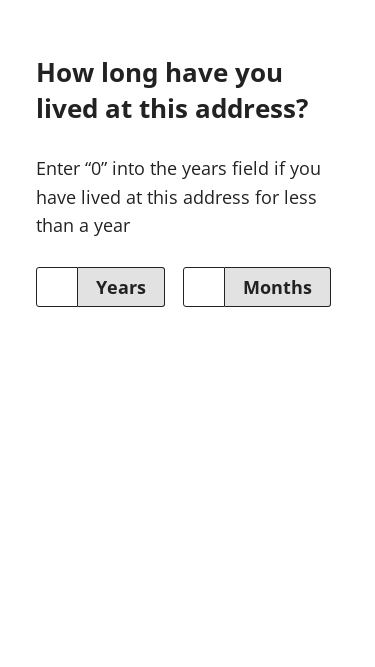 How long have you
lived at this address?
Enter “0” into the years field if you
have lived at this address for less
than a year
Years Months